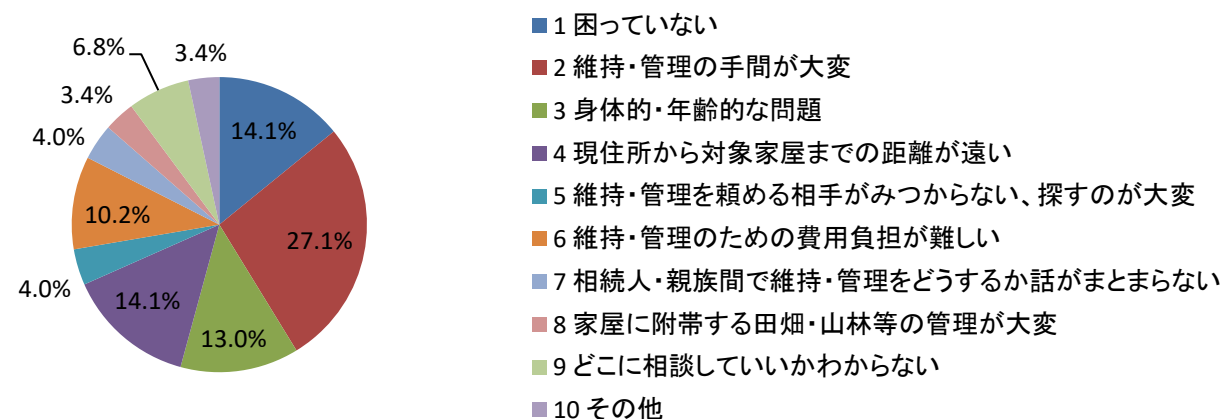 6.8%
3.4%
3.4%
4.0%
14.1%
10.2%
27.1%
4.0%
14.1%
13.0%
1 困っていない
2 維持・管理の手間が大変
3 身体的・年齢的な問題
4 現住所から対象家屋までの距離が遠い
5 維持・管理を頼める相手がみつからない、探すのが大変
6 維持・管理のための費用負担が難しい
7 相続人・親族間で維持・管理をどうするか話がまとまらない
8 家屋に附帯する田畑・山林等の管理が大変
9 どこに相談していいかわからない
10 その他